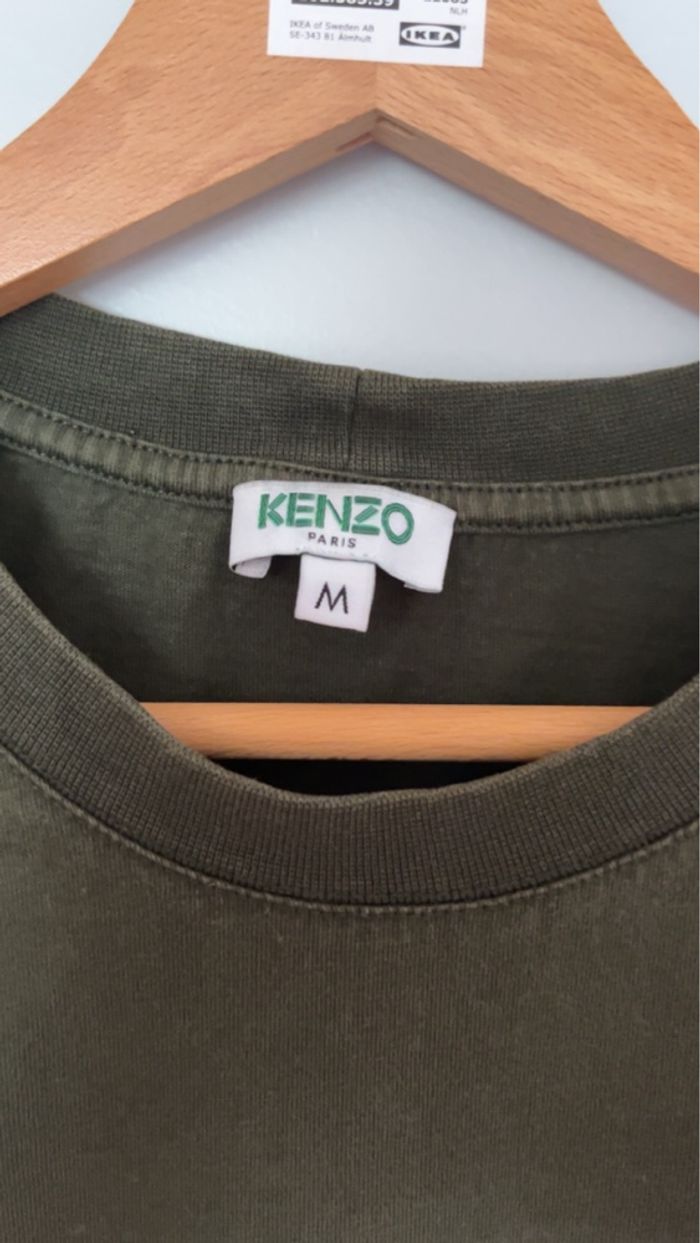 IKEA of Sweden AB
SE-343 81 Älmhult
NLH
IKEA
KENZO
PARIS
M